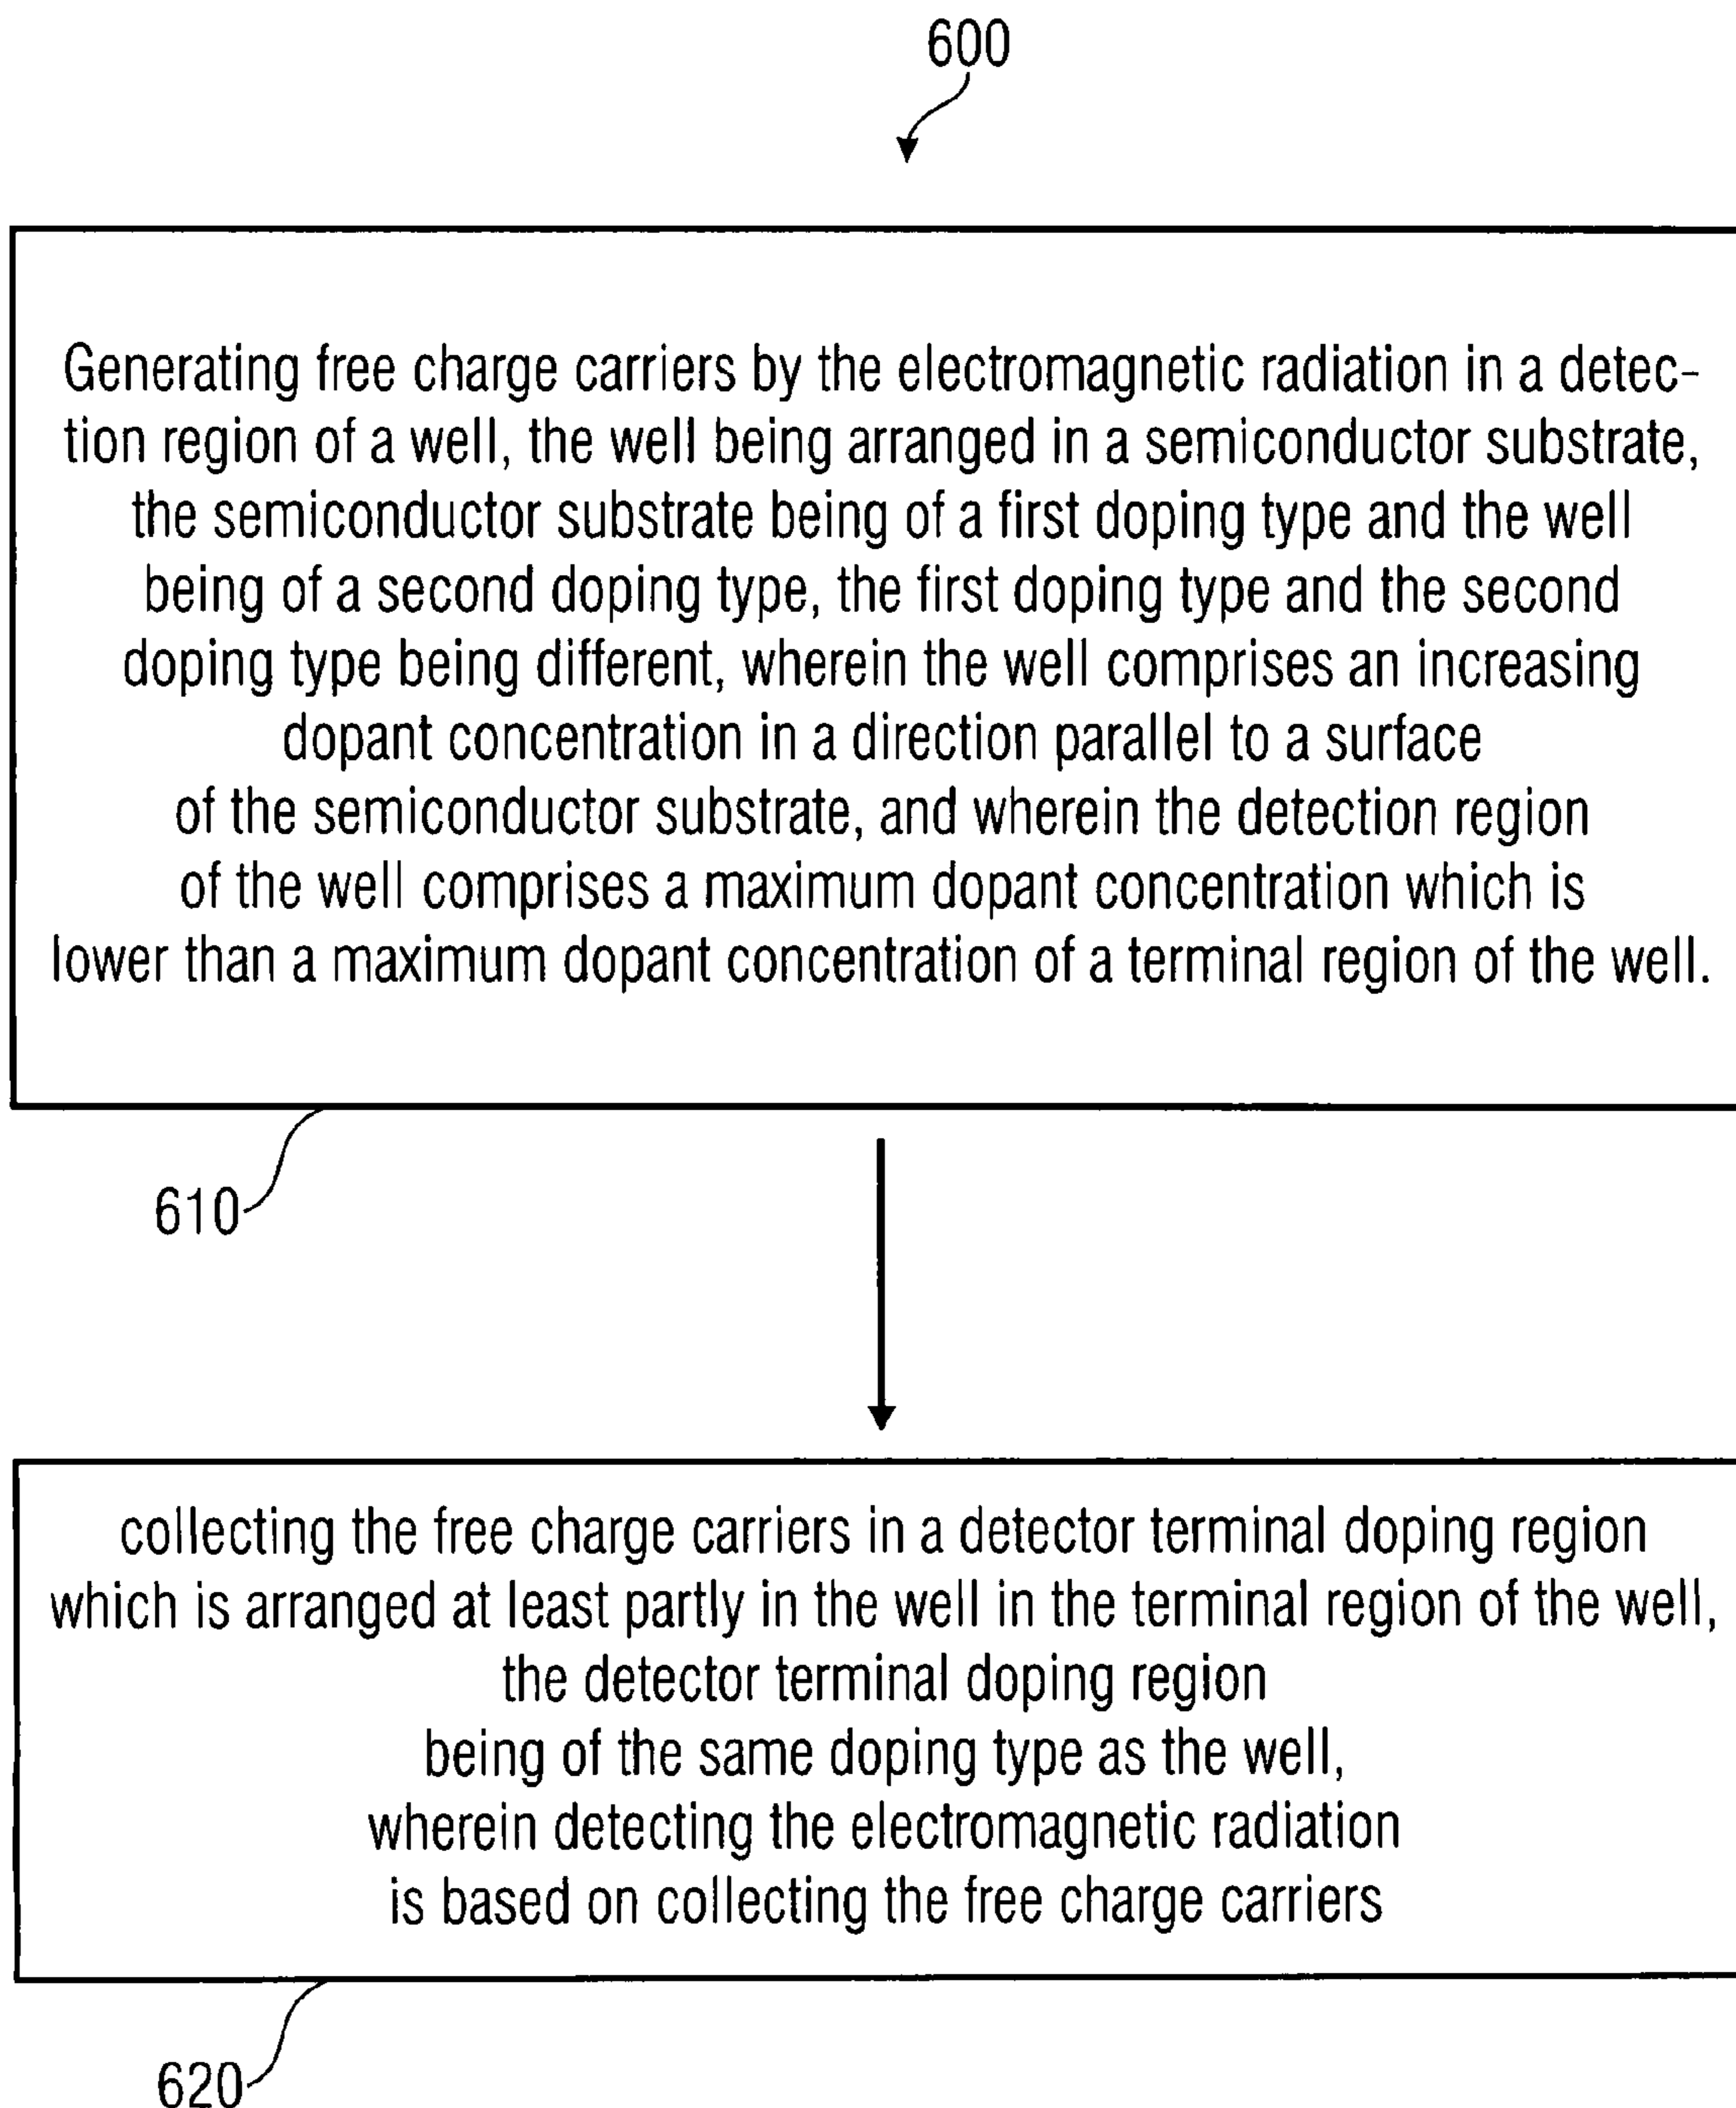 600
Generating free charge carriers by the electromagnetic radiation in a detec-
tion region of a well, the well being arranged in a semiconductor substrate,
the semiconductor substrate being of a first doping type and the well
being of a second doping type, the first doping type and the second
doping type being different, wherein the well comprises an increasing
dopant concentration in a direction parallel to a surface
of the semiconductor substrate, and wherein the detection region
of the well comprises a maximum dopant concentration which is
lower than a maximum dopant concentration of a terminal region of the well.
610
collecting the free charge carriers in a detector terminal doping region
which is arranged at least partly in the well in the terminal region of the well,
the detector terminal doping region
being of the same doping type as the well,
wherein detecting the electromagnetic radiation
is based on collecting the free charge carriers
620